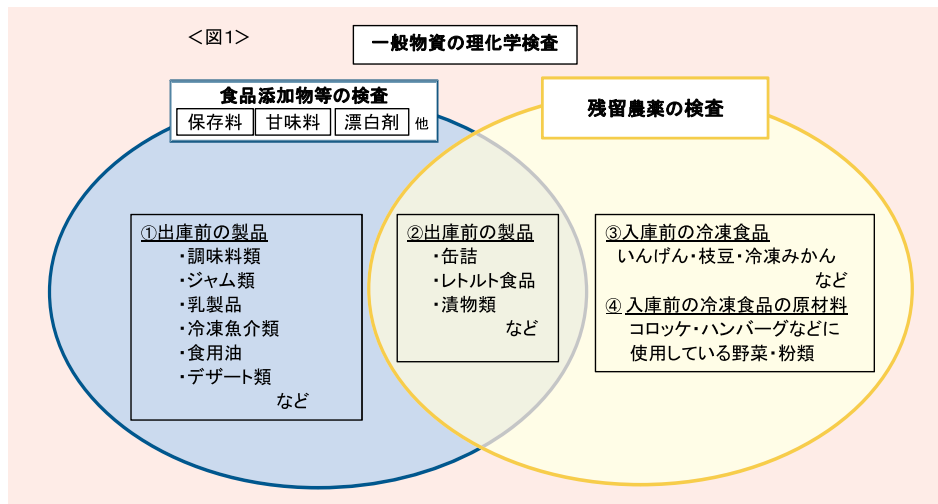 ＜図1＞
一般物資の理化学検査
食品添加物等の検査
保存料 甘味料 漂白剤 他
残留農薬の検査
①出庫前の製品
・調味料類
・ジャム類
・乳製品
・冷凍魚介類
・食用油
・デザート類
など
②出庫前の製品
・缶詰
・レトルト食品
・漬物類
など
③入庫前の冷凍食品
いんげん・枝豆・冷凍みかん
など
④ 入庫前の冷凍食品の原材料
コロッケ・ハンバーグなどに
使用している野菜・粉類